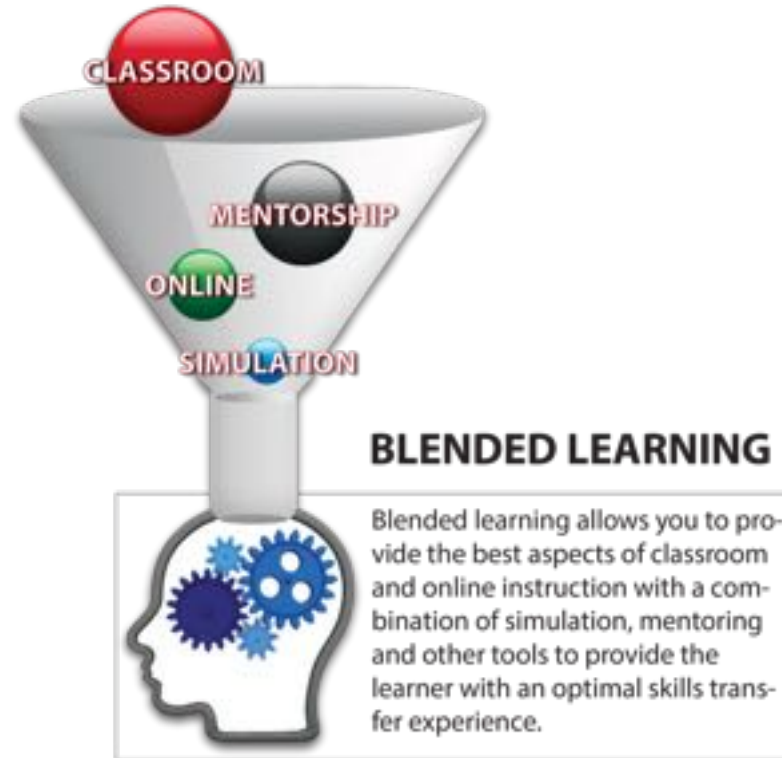 CLASSROOM
MENTORSHIP
ONLINE
SIMULATION
BLENDED LEARNING
Blended learning allows you to pro-
vide the best aspects of classroom
and online instruction with a com-
bination of simulation, mentoring
and other tools to provide the
learner with an optimal skills trans-
fer experience.